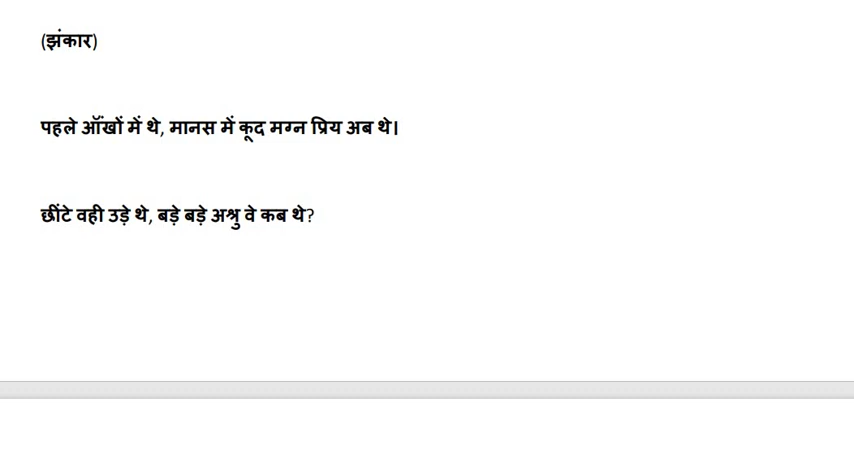 (झंकार)
पहले ऑंखों में थे, मानस में कूद मग्न प्रिय अब थे।
छींटे वही उड़े थे, बड़े बड़े अश्रु वे कब थे?